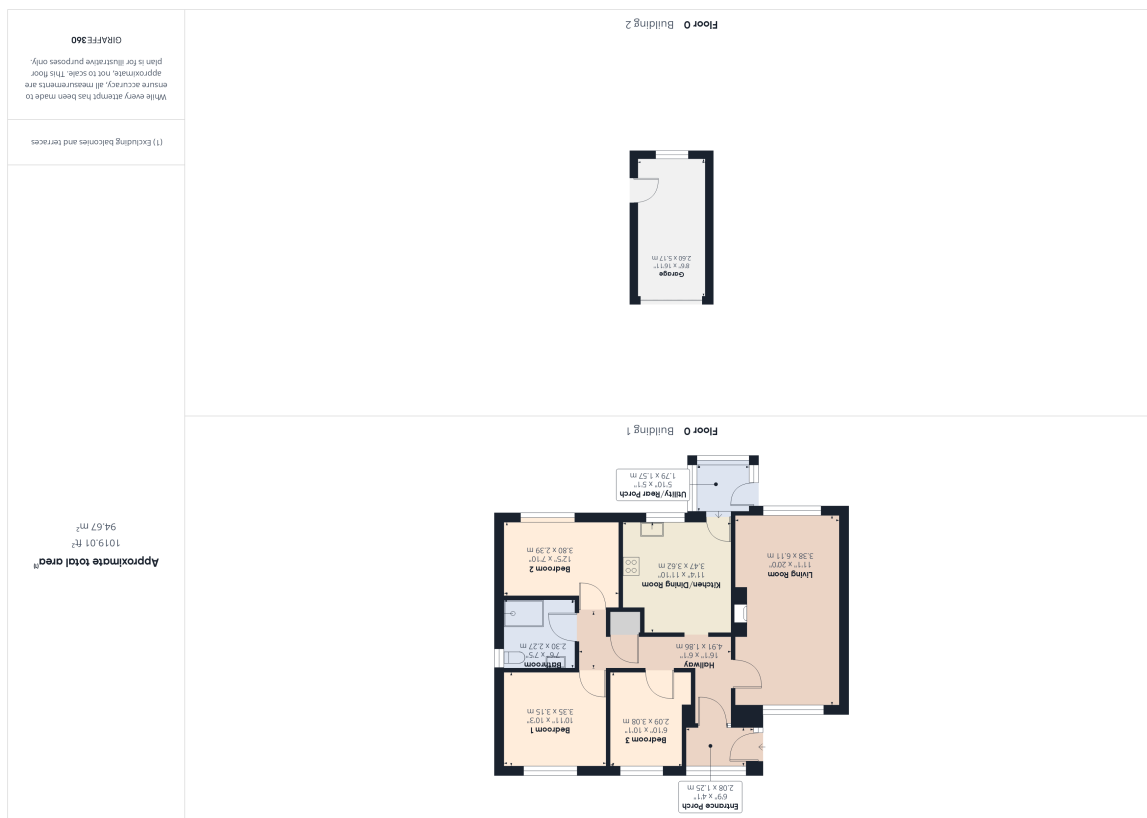 Entrance Porch
6'9" x 4'1"
2.08 x 1.25 m
Bedroom 3
6'10" x 10'1"
2.09 x 3.08 m
Bedroom 1
10'11" x 10'3"
3.35 x 3.15 m
Hallway
16'1" x 6'1"
4.91 x 1.86 m
Bathroom
7'6" x 7'5"
2.30 x 2.27 m
Living Room
11'1" x 20'0"
3.38 x 6.11 m
Kitchen/Dining Room
11'4" x 11'10"
3.47 x 3.62 m
Bedroom 2
12'5" x 7'10"
3.80 x 2.39 m
Utility/Rear Porch
5'10" x 5'1"
1.79 x 1.57 m
Floor 0 Building 1
Garage
8'6" x 16'11"
2.60 x 5.17 m
Floor 0 Building 2
Approximate total area(1)
1019.01 ft²
94.67 m²
(1) Excluding balconies and terraces
While every attempt has been made to
ensure accuracy, all measurements are
approximate, not to scale. This floor
plan is for illustrative purposes only.
GIRAFFE360